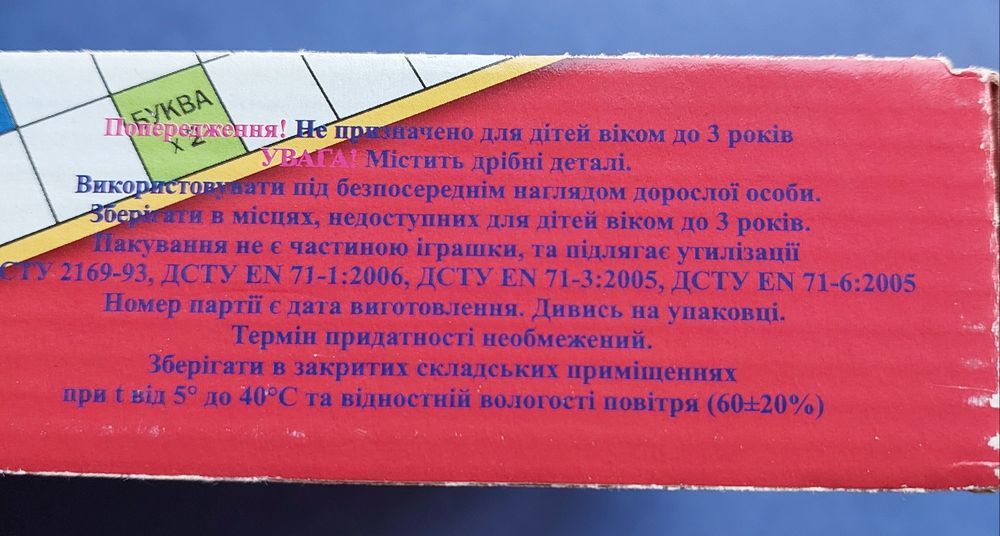 БУКВА
x 2
Попередження! Не призначено для дітей віком до 3 років
УВАГА! Містить дрібні деталі.
Використовувати під безпосереднім наглядом дорослої особи.
Зберігати в місцях, недоступних для дітей віком до 3 років.
Пакування не є частиною іграшки, та підлягає утилізації
СТУ 2169-93, ДСТУ EN 71-1:2006, ДСТУ EN 71-3:2005, ДСТУ EN 71-6:2005
Номер партії є дата виготовлення. Дивись на упаковці.
Термін придатності необмежений.
Зберігати в закритих складських приміщеннях
при t від 5° до 40°C та відностній вологості повітря (60±20%)